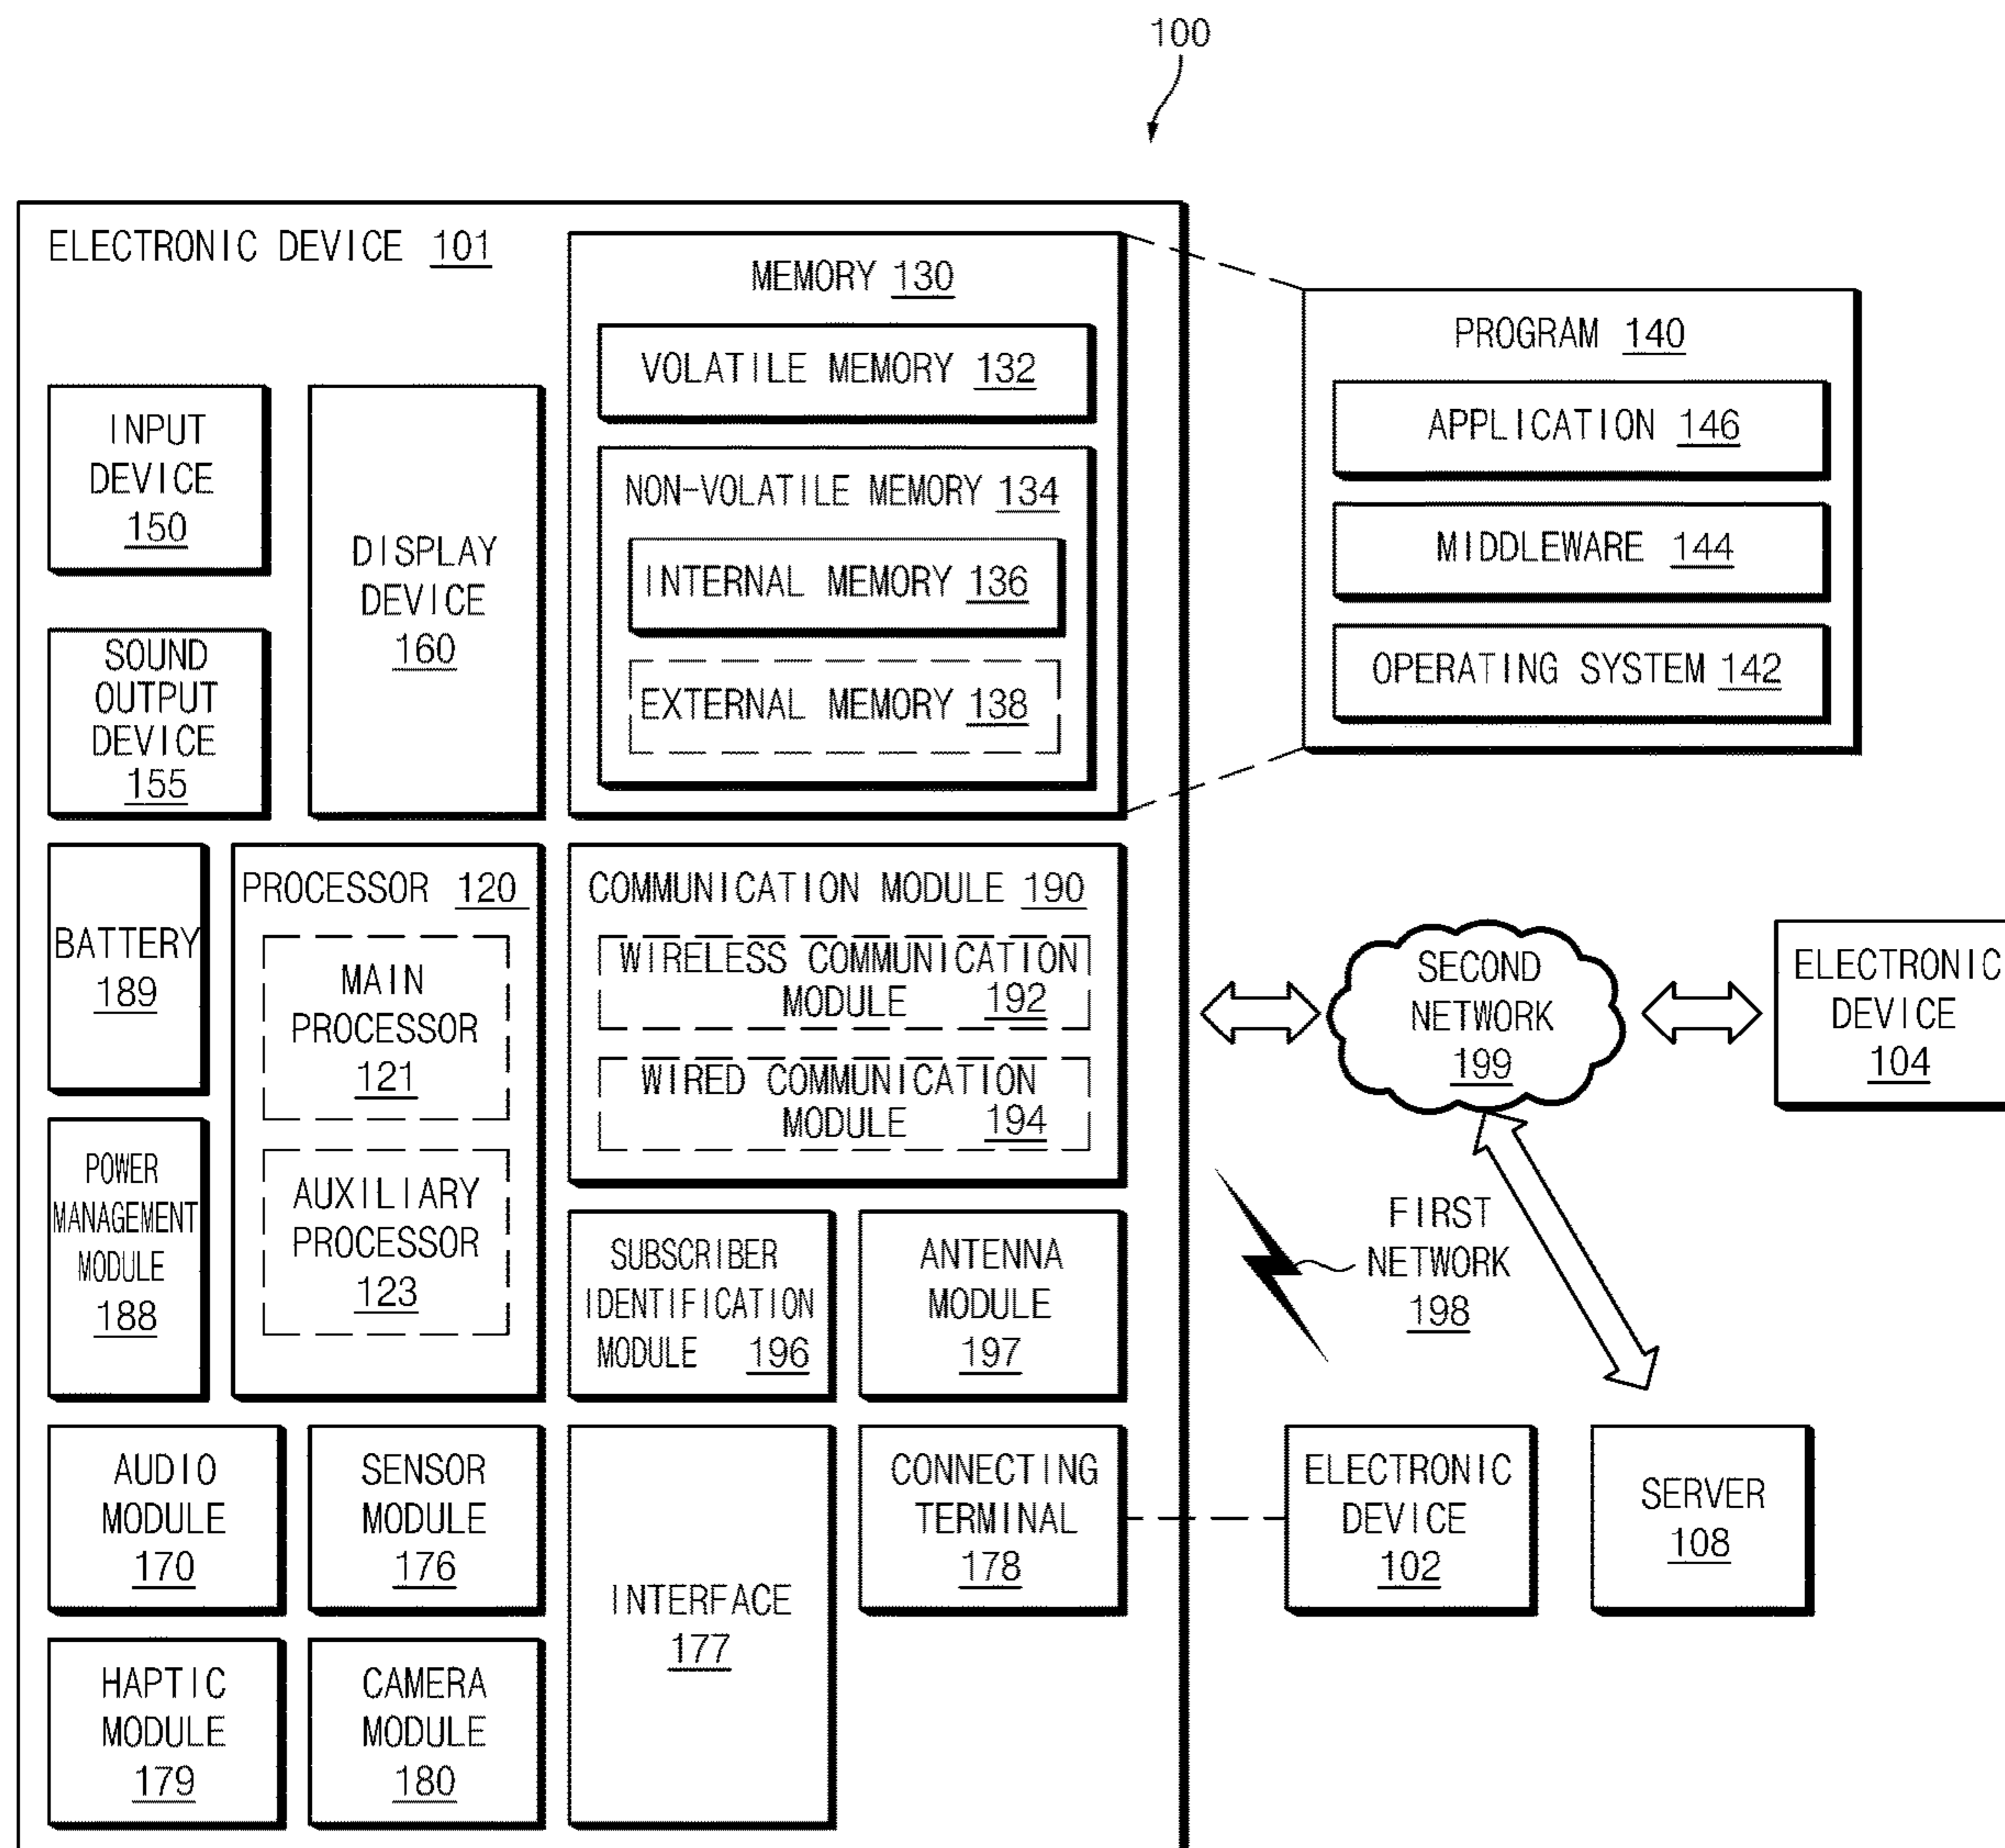 100
ELECTRONIC DEVICE 101
MEMORY 130
VOLATILE MEMORY 132
NON-VOLATILE MEMORY 134
INTERNAL MEMORY 136
EXTERNAL MEMORY 138
PROGRAM 140
APPLICATION 146
MIDDLEWARE 144
OPERATING SYSTEM 142
INPUT
DEVICE
150
SOUND
OUTPUT
DEVICE
155
DISPLAY
DEVICE
160
BATTERY
189
POWER
MANAGEMENT
MODULE
188
PROCESSOR 120
MAIN
PROCESSOR
121
AUXILIARY
PROCESSOR
123
COMMUNICATION MODULE 190
WIRELESS COMMUNICATION
MODULE 192
WIRED COMMUNICATION
MODULE 194
SUBSCRIBER
IDENTIFICATION
MODULE 196
ANTENNA
MODULE
197
SECOND
NETWORK
199
ELECTRONIC
DEVICE
104
FIRST
NETWORK
198
AUDIO
MODULE
170
SENSOR
MODULE
176
HAPTIC
MODULE
179
CAMERA
MODULE
180
INTERFACE
177
CONNECTING
TERMINAL
178
ELECTRONIC
DEVICE
102
SERVER
108